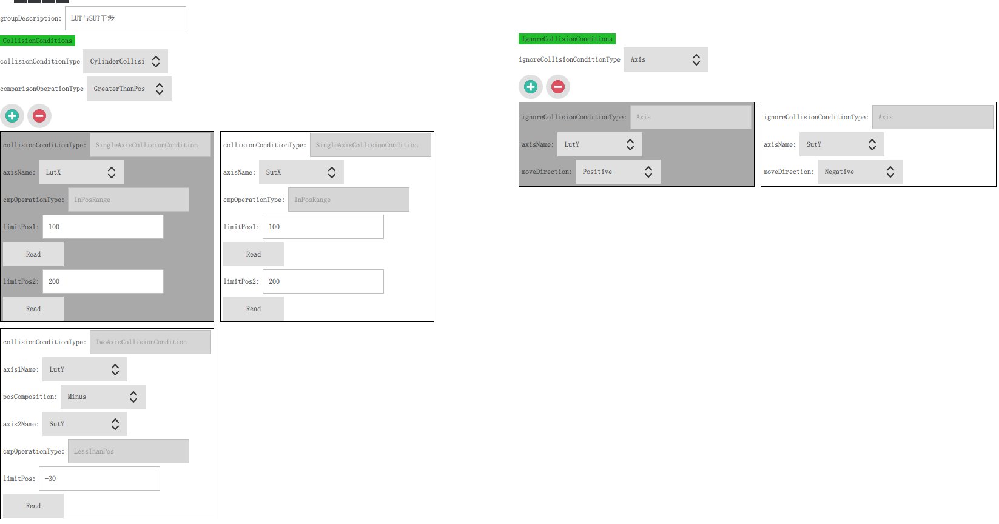 groupDescription: LUT与SUT干涉
CollisionConditions
collisionConditionType CylinderCollisi
comparisonOperationType GreaterThanPos
collisionConditionType: SingleAxisCollisionCondition
axisName: LutX
cmpOperationType: InPosRange
limitPos1: 100
Read
limitPos2: 200
Read
collisionConditionType: SingleAxisCollisionCondition
axisName: SutX
cmpOperationType: InPosRange
limitPos1: 100
Read
limitPos2: 200
Read
collisionConditionType: TwoAxisCollisionCondition
axis1Name: LutY
posComposition: Minus
axis2Name: SutY
cmpOperationType: LessThanPos
limitPos: -30
Read
IgnoreCollisionConditions
ignoreCollisionConditionType Axis
ignoreCollisionConditionType: Axis
axisName: LutY
moveDirection: Positive
ignoreCollisionConditionType: Axis
axisName: SutY
moveDirection: Negative